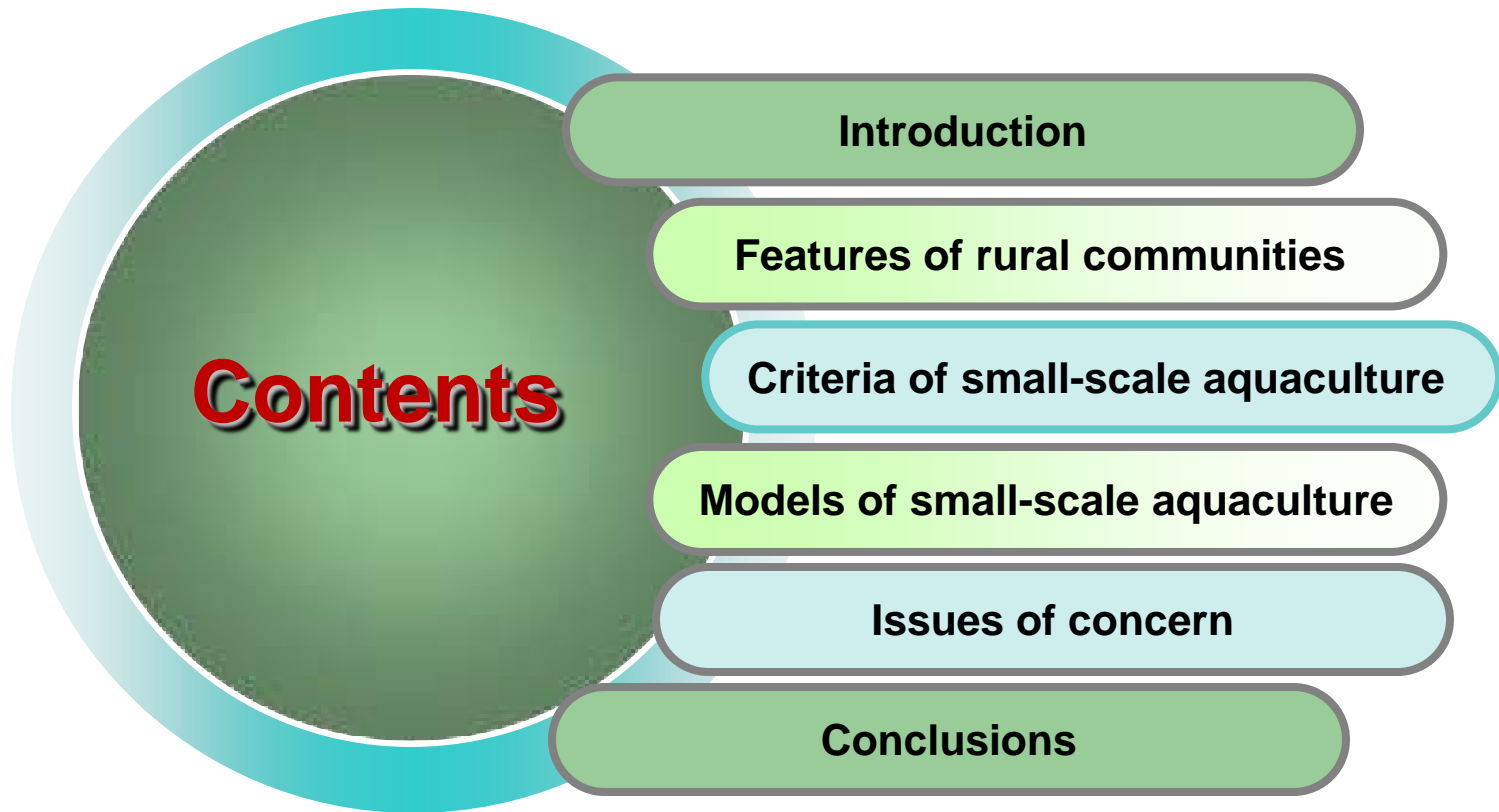 Contents
Introduction
Features of rural communities
Criteria of small-scale aquaculture
Models of small-scale aquaculture
Issues of concern
Conclusions